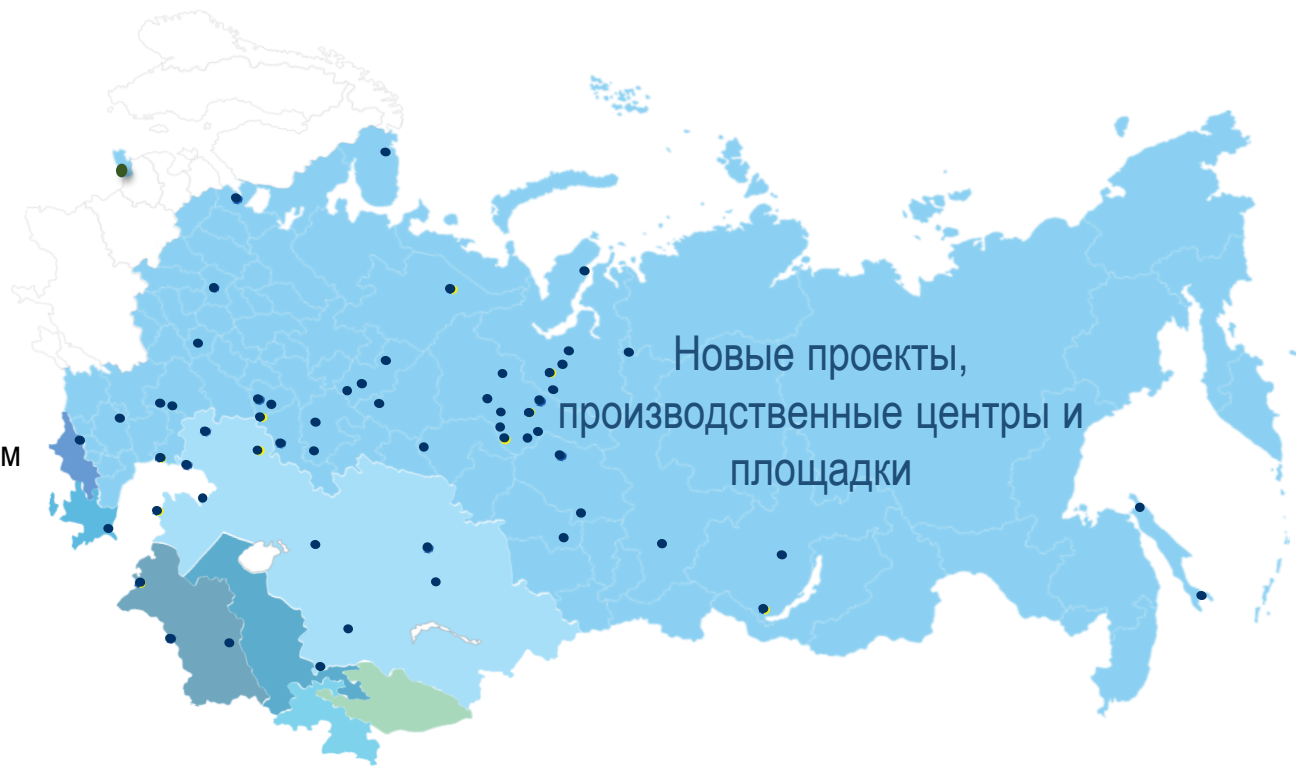 Новые проекты,
производственные центры и
площадки
м